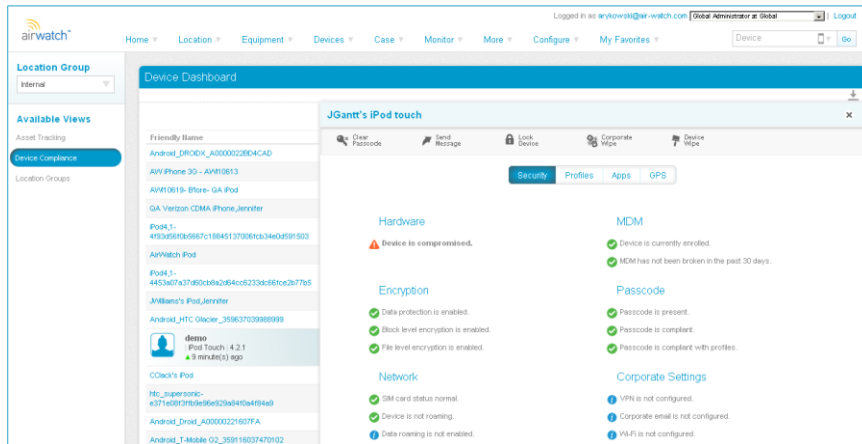 Logged in as arykowski@air-watch.com Global Administrator at Global | Logout
airwatch
Home Location Equipment Devices Case Monitor More Configure My Favorites Device Go
Location Group
Internal
Available Views
Asset Tracking
Device Compliance
Location Groups
Device Dashboard
Friendly Name
Android_DROIDX_A0000022BD4CAD
AW iPhone 3G - AWI10613
AWI10619- Bfore- QA iPod
QA Verizon CDMA iPhone,Jennifer
iPod4,1-
4f93d56f0b5667c18845137006fcb34e0d591503
AirWatch iPod
iPod4,1-
4453a07a37d60cb8a2d64cc6233dc66fce2b77b5
JWilliams's iPod,Jennifer
Android_HTC Glacier_359637039988999
demo
iPod Touch | 4.2.1
9 minute(s) ago
CClack's iPod
htc_supersonic-
e371e08f3ffb9e96e929a84f0a4f84a9
Android_Droid_A00000221607FA
Android_T-Mobile G2_359116037470102
JGantt's iPod touch
Clear Passcode
Send Message
Lock Device
Corporate Wipe
Device Wipe
Security Profiles Apps GPS
Hardware
Device is compromised.
MDM
Device is currently enrolled.
MDM has not been broken in the past 30 days.
Encryption
Data protection is enabled.
Block level encryption is enabled.
File level encryption is enabled.
Passcode
Passcode is present.
Passcode is compliant.
Passcode is compliant with profiles.
Network
SIM card status normal.
Device is not roaming.
Data roaming is not enabled.
Corporate Settings
VPN is not configured.
Corporate email is not configured.
Wi-Fi is not configured.